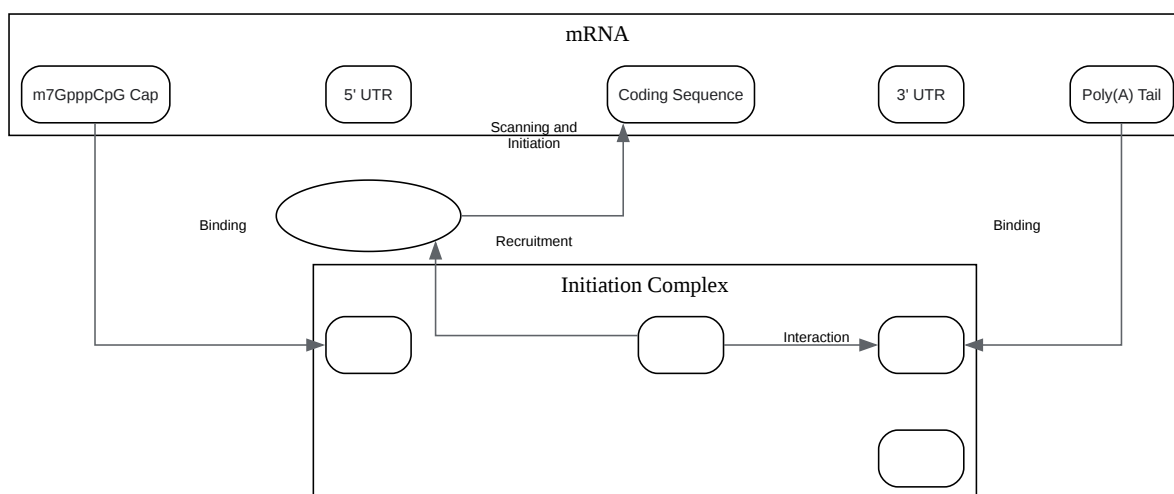 mRNA
m7GpppCpG Cap
5' UTR
Coding Sequence
3' UTR
Poly(A) Tail
Scanning and
Initiation
Binding
Recruitment
Binding
Initiation Complex
Interaction